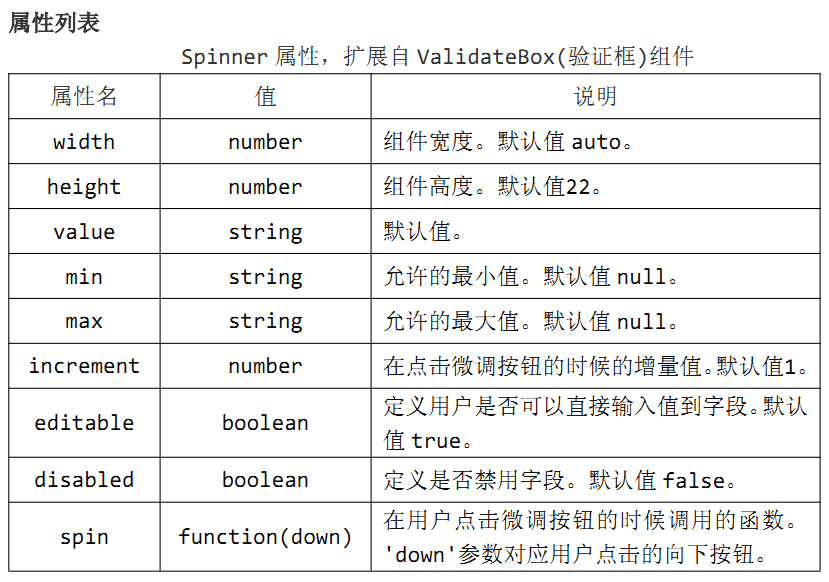 属性列表
Spinner 属性，扩展自 ValidateBox(验证框)组件
属性名 值 说明
width number 组件宽度。默认值 auto。
height number 组件高度。默认值22。
value string 默认值。
min string 允许的最小值。默认值 null。
max string 允许的最大值。默认值 null。
increment number 在点击微调按钮的时候的增量值。默认值1。
editable boolean 定义用户是否可以直接输入值到字段。默认
值 true。
disabled boolean 定义是否禁用字段。默认值 false。
spin function(down) 在用户点击微调按钮的时候调用的函数。
'down'参数对应用户点击的向下按钮。